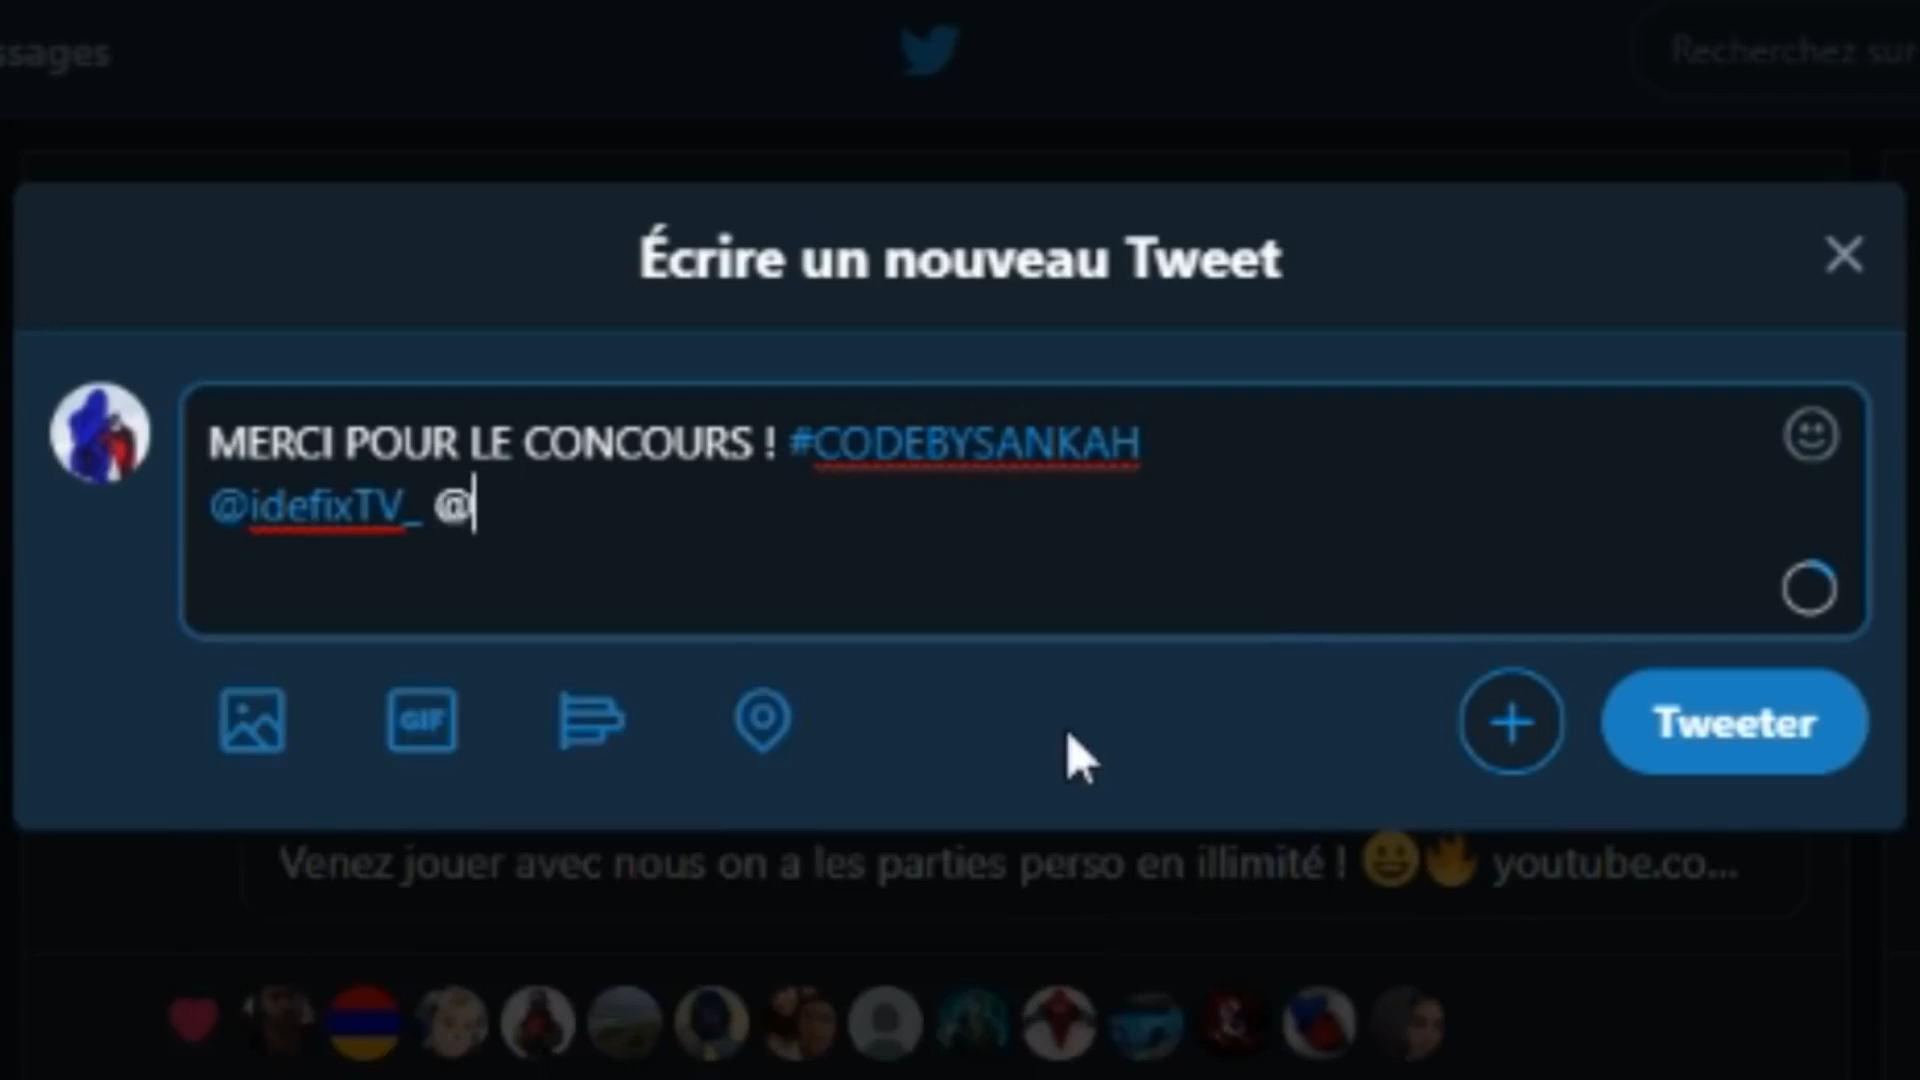 ssages
Recherchez sur
Écrire un nouveau Tweet
MERCI POUR LE CONCOURS ! #CODEBYSANKAH
@idefixTV_ @
GIF
Tweeter
Venez jouer avec nous on a les parties perso en illimité ! 😀🔥 youtube.co...